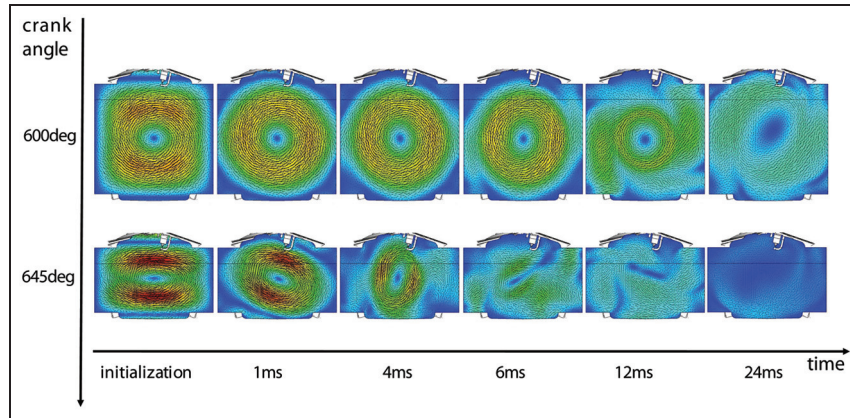 crank
angle
600deg
645deg
time
initialization 1ms 4ms 6ms 12ms 24ms